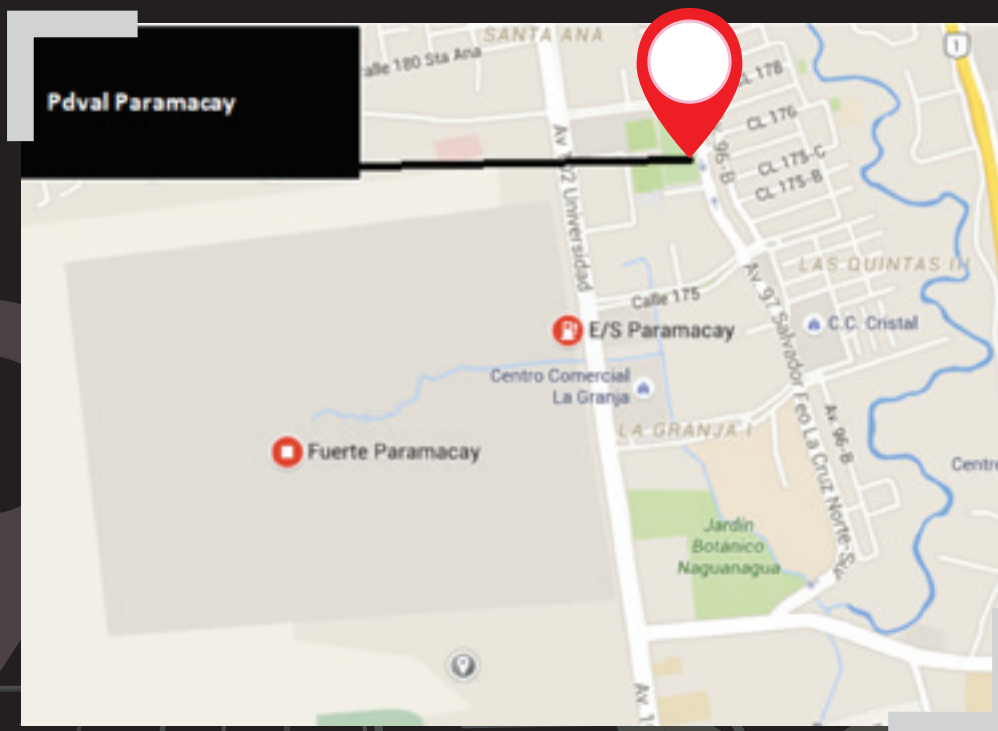 SANTA ANA
1
Calle 180 Sta Ana
CL 178
Pdval Paramacay
CL 176
96-B
CL 175-C
CL 175-B
Universidad
LAS QUINTAS III
Calle 175
Av. 97 Salvador Feo La Cruz Norte-Sur
C.C. Cristal
E/S Paramacay
Centro Comercial
La Granja
Av. 96-B
LA GRANJA I
Fuerte Paramacay
Centro
Jardín
Botánico
Naguanagua
Av. 1